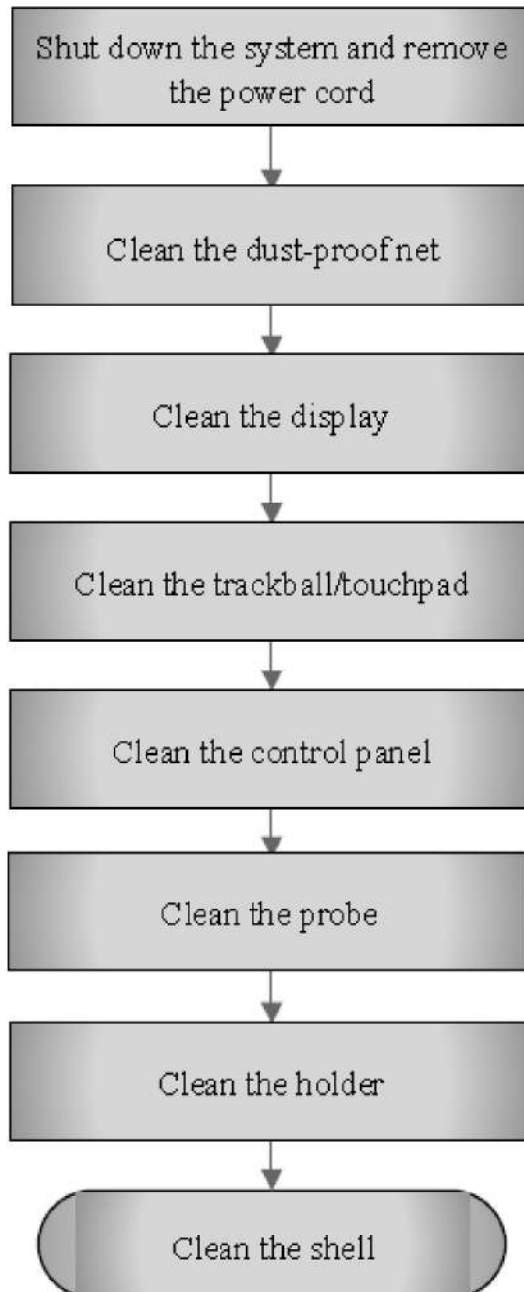 Shut down the system and remove
the power cord
Clean the dust-proof net
Clean the display
Clean the trackball/touchpad
Clean the control panel
Clean the probe
Clean the holder
Clean the shell